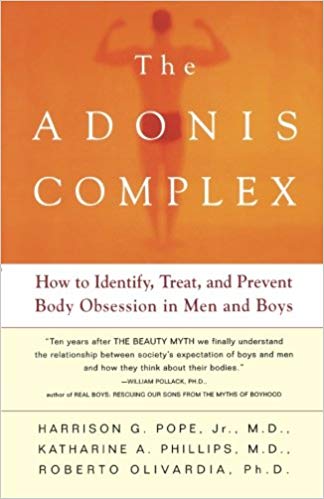 The
ADONIS
COMPLEX
How to Identify, Treat, and Prevent
Body Obsession in Men and Boys
"Ten years after THE BEAUTY MYTH we finally understand
the relationship between society's expectation of boys and men
and how they think about their bodies."
—WILLIAM POLLACK, PH.D.,
author of REAL BOYS: RESCUING OUR SONS FROM THE MYTHS OF BOYHOOD
HARRISON G. POPE, Jr., M.D.,
KATHARINE A. PHILLIPS, M.D.,
ROBERTO OLIVARDIA, Ph.D.